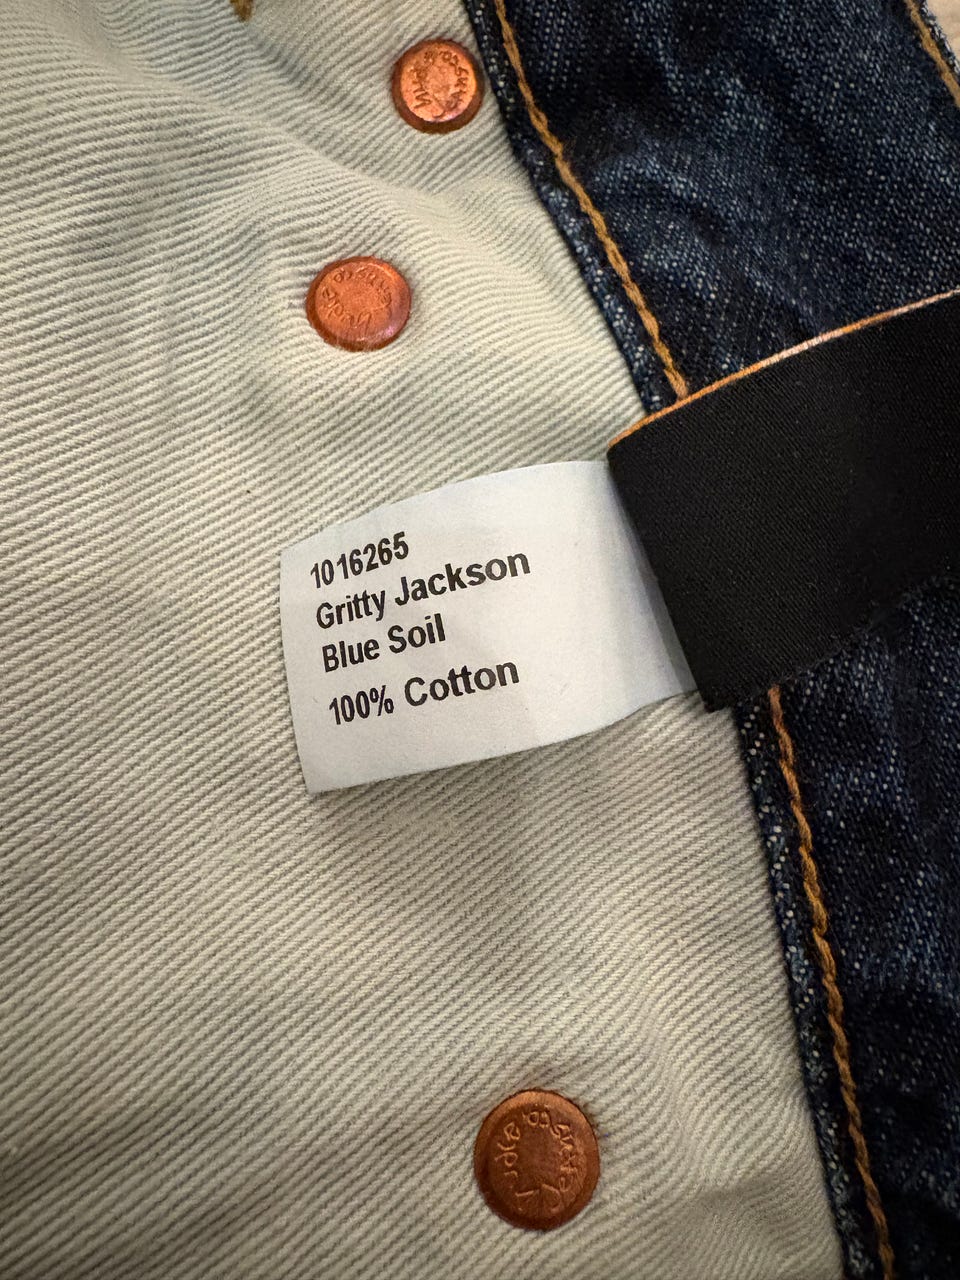 1016265
Gritty Jackson
Blue Soil
100% Cotton